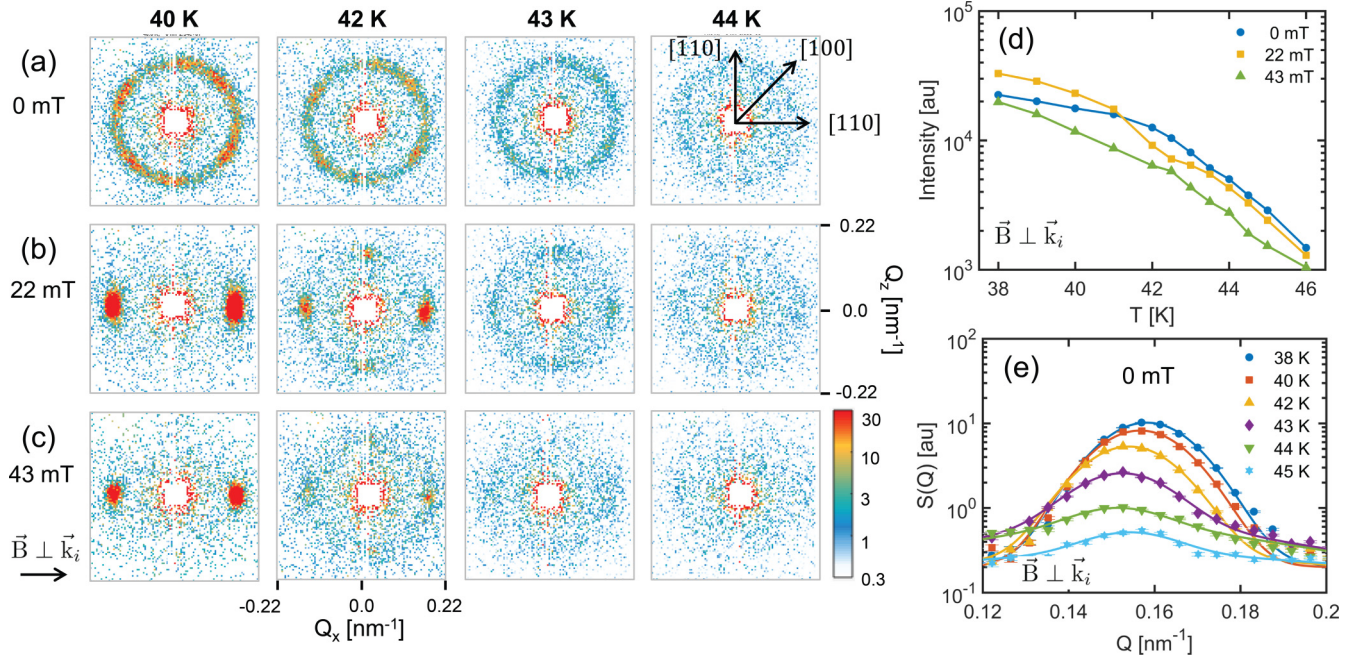 40 K 42 K 43 K 44 K
(a)
0 mT
[1̄10] [100]
[110]
(b)
22 mT
0.22
0.0
-0.22
Qz [nm⁻¹]
(c)
43 mT
B⃗ ⊥ k⃗ᵢ
30
10
3
1
0.3
-0.22 0.0 0.22
Qx [nm⁻¹]
(d)
0 mT
22 mT
43 mT
10⁵
10⁴
10³
Intensity [au]
B⃗ ⊥ k⃗ᵢ
38 40 42 44 46
T [K]
(e)
0 mT
38 K
40 K
42 K
43 K
44 K
45 K
10²
10¹
10⁰
10⁻¹
S(Q) [au]
B⃗ ⊥ k⃗ᵢ
0.12 0.14 0.16 0.18 0.2
Q [nm⁻¹]